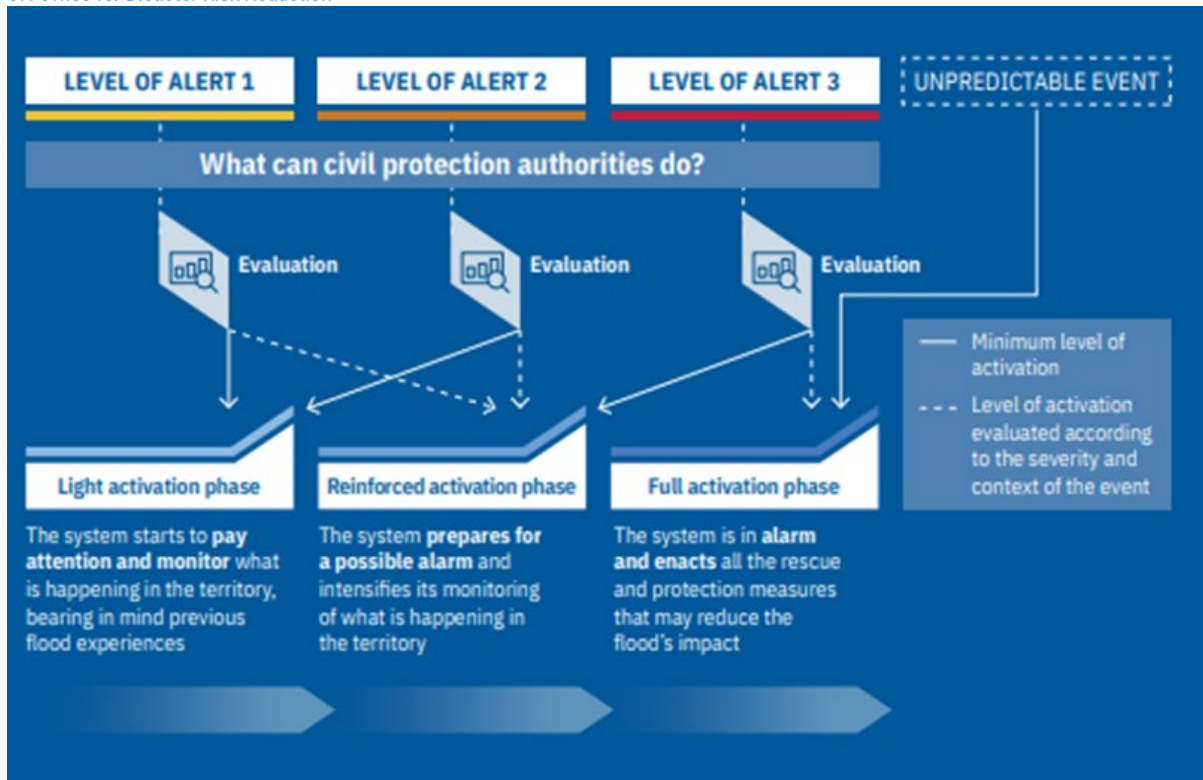 LEVEL OF ALERT 1
LEVEL OF ALERT 2
LEVEL OF ALERT 3
UNPREDICTABLE EVENT
What can civil protection authorities do?
Evaluation
Evaluation
Evaluation
Minimum level of
activation
Level of activation
evaluated according
to the severity and
context of the event
Light activation phase
The system starts to pay
attention and monitor what
is happening in the territory,
bearing in mind previous
flood experiences
Reinforced activation phase
The system prepares for
a possible alarm and
intensifies its monitoring
of what is happening in
the territory
Full activation phase
The system is in alarm
and enacts all the rescue
and protection measures
that may reduce the
flood's impact